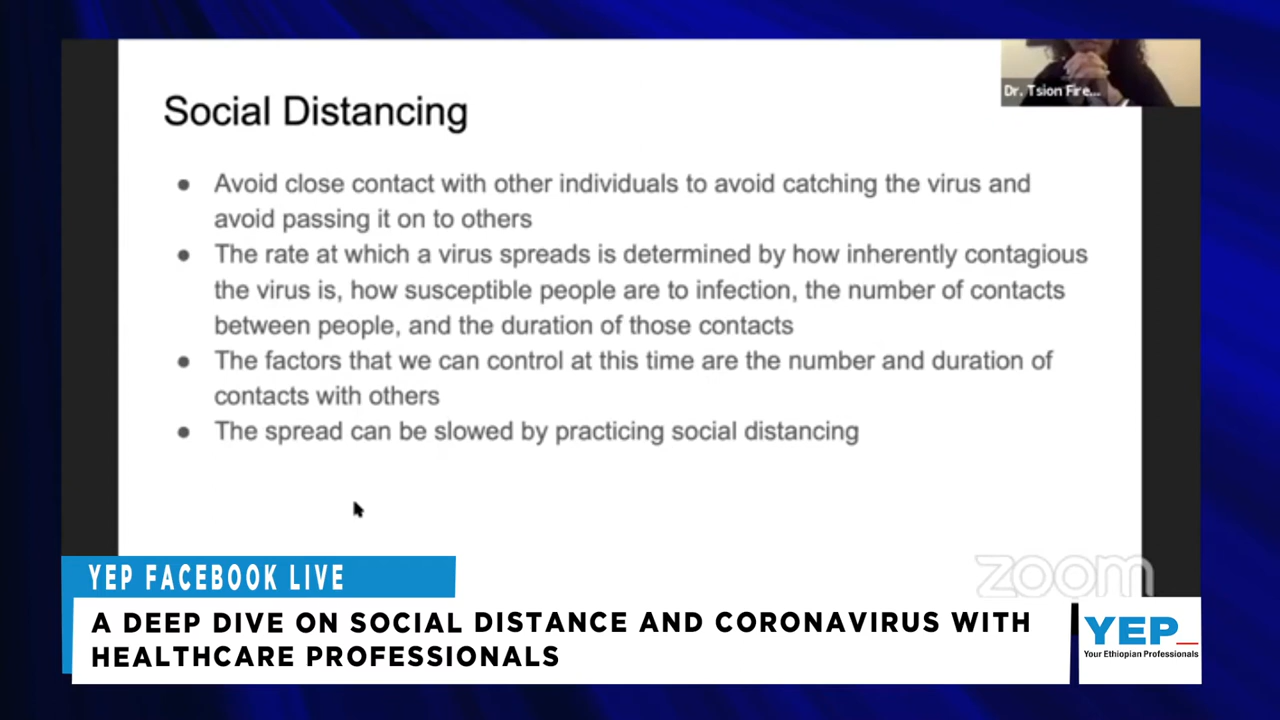 Dr. Tsion Fire...
Social Distancing
● Avoid close contact with other individuals to avoid catching the virus and
avoid passing it on to others
● The rate at which a virus spreads is determined by how inherently contagious
the virus is, how susceptible people are to infection, the number of contacts
between people, and the duration of those contacts
● The factors that we can control at this time are the number and duration of
contacts with others
● The spread can be slowed by practicing social distancing
zoom
YEP FACEBOOK LIVE
A DEEP DIVE ON SOCIAL DISTANCE AND CORONAVIRUS WITH
HEALTHCARE PROFESSIONALS
YEP_
Your Ethiopian Professionals